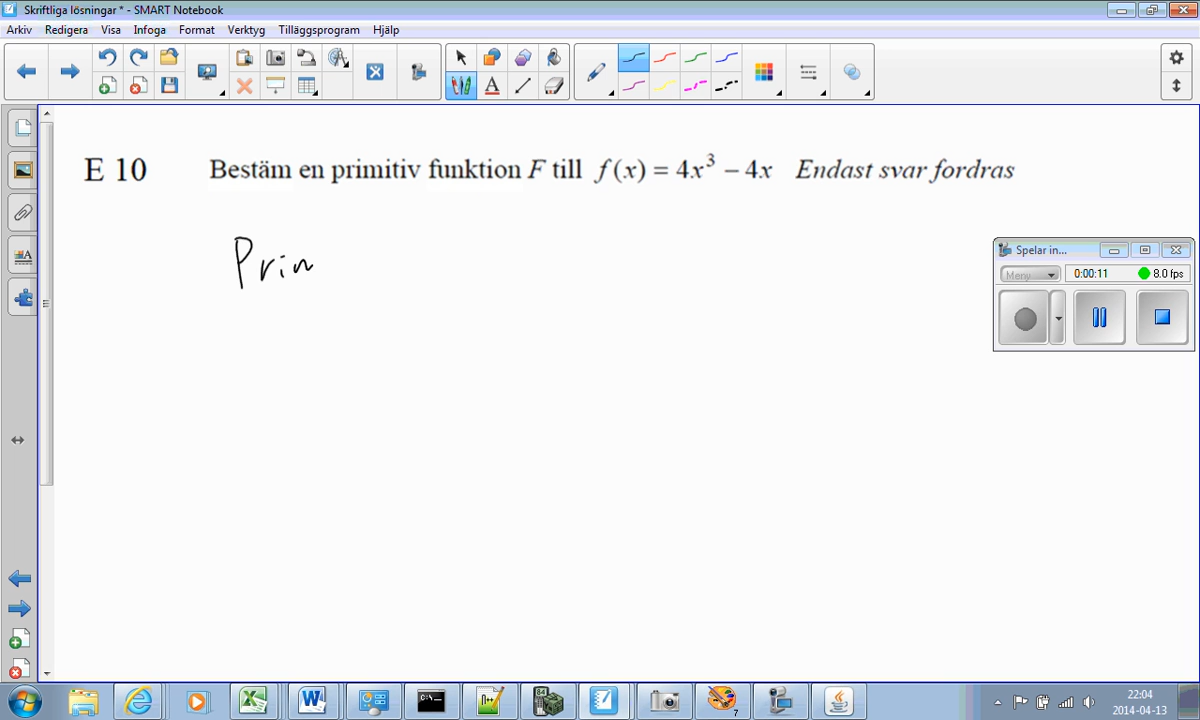 Skriftliga lösningar * - SMART Notebook
Arkiv Redigera Visa Infoga Format Verktyg Tilläggsprogram Hjälp
E 10 Bestäm en primitiv funktion F till f(x) = 4x³ − 4x Endast svar fordras
Prim
Spelar in...
Meny 0:00:11 8.0 fps
22:04
2014-04-13